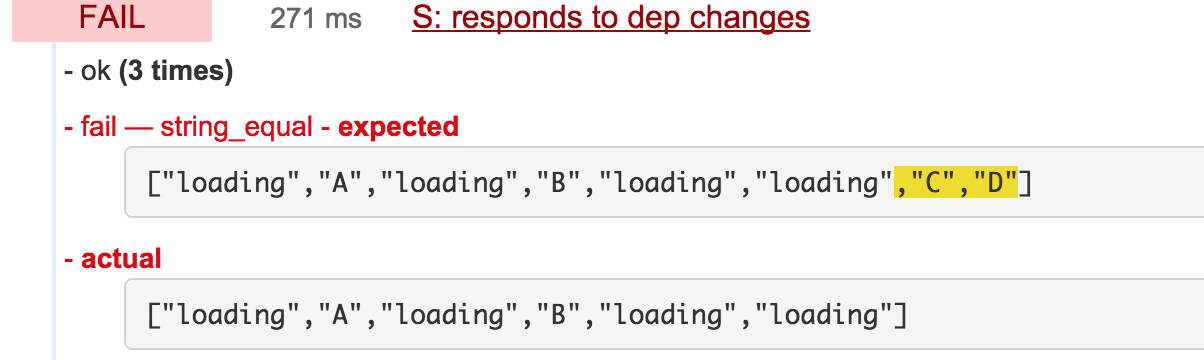 FAIL 271 ms S: responds to dep changes
- ok (3 times)
- fail — string_equal - expected
["loading","A","loading","B","loading","loading","C","D"]
- actual
["loading","A","loading","B","loading","loading"]